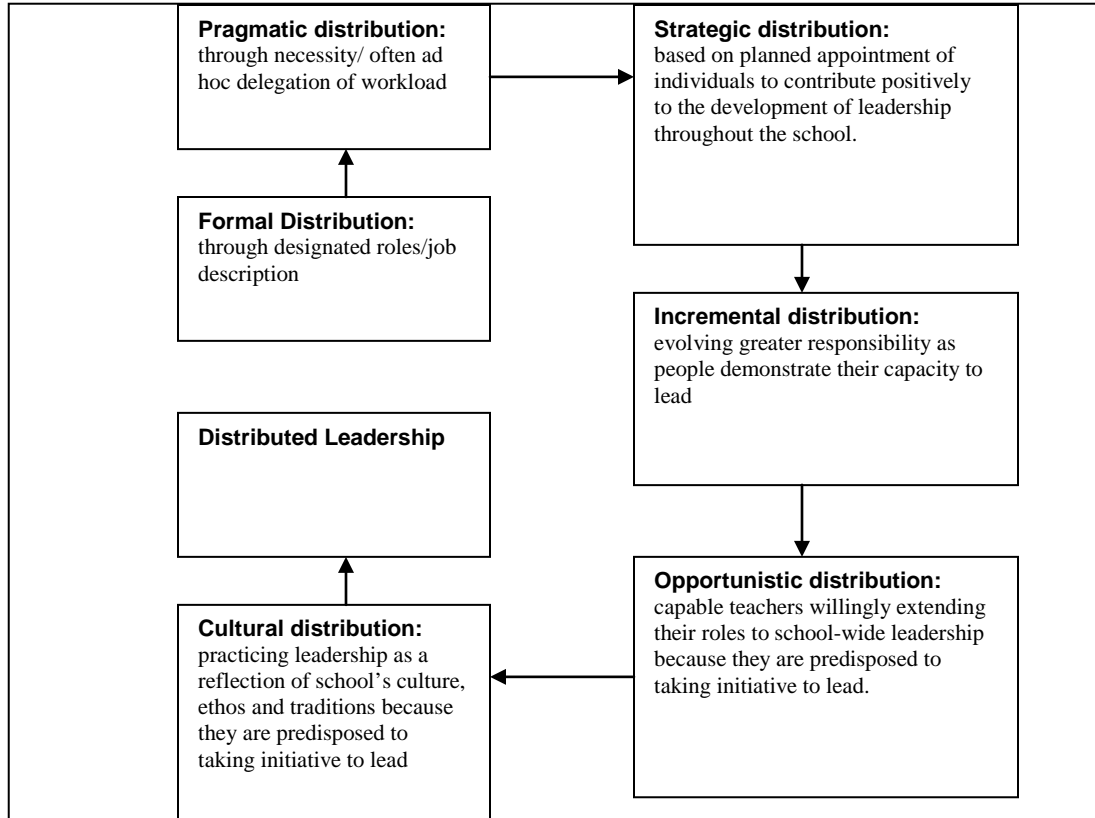 Pragmatic distribution:
through necessity/ often ad
hoc delegation of workload
Strategic distribution:
based on planned appointment of
individuals to contribute positively
to the development of leadership
throughout the school.
Formal Distribution:
through designated roles/job
description
Incremental distribution:
evolving greater responsibility as
people demonstrate their capacity to
lead
Distributed Leadership
Opportunistic distribution:
capable teachers willingly extending
their roles to school-wide leadership
because they are predisposed to
taking initiative to lead.
Cultural distribution:
practicing leadership as a
reflection of school’s culture,
ethos and traditions because
they are predisposed to
taking initiative to lead